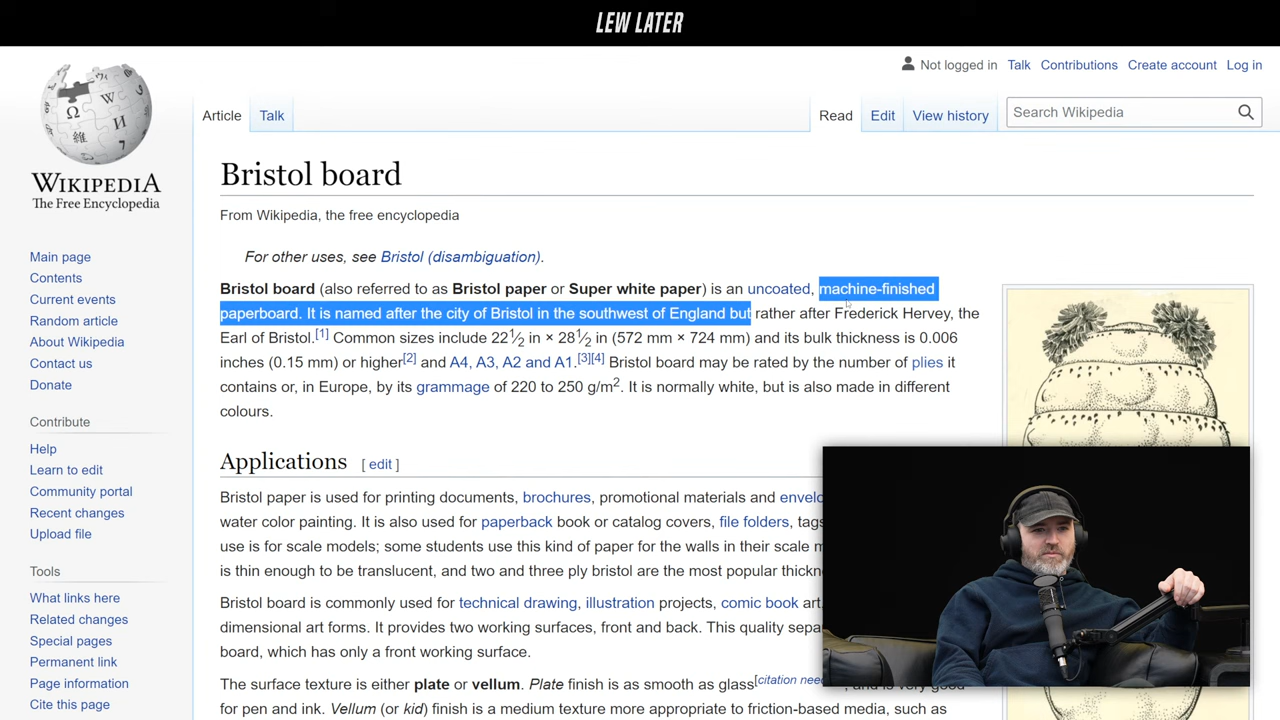 LEW LATER
Not logged in Talk Contributions Create account Log in
Article Talk Read Edit View history Search Wikipedia
WIKIPEDIA
The Free Encyclopedia
Main page
Contents
Current events
Random article
About Wikipedia
Contact us
Donate
Contribute
Help
Learn to edit
Community portal
Recent changes
Upload file
Tools
What links here
Related changes
Special pages
Permanent link
Page information
Cite this page
Bristol board
From Wikipedia, the free encyclopedia
For other uses, see Bristol (disambiguation).
Bristol board (also referred to as Bristol paper or Super white paper) is an uncoated, machine-finished
paperboard. It is named after the city of Bristol in the southwest of England but rather after Frederick Hervey, the
Earl of Bristol.[1] Common sizes include 22 1⁄2 in × 28 1⁄2 in (572 mm × 724 mm) and its bulk thickness is 0.006
inches (0.15 mm) or higher[2] and A4, A3, A2 and A1.[3][4] Bristol board may be rated by the number of plies it
contains or, in Europe, by its grammage of 220 to 250 g/m2. It is normally white, but is also made in different
colours.
Applications [ edit ]
Bristol paper is used for printing documents, brochures, promotional materials and
water color painting. It is also used for paperback book or catalog covers, file folders, tags
use is for scale models; some students use this kind of paper for the walls in their scale
is thin enough to be translucent, and two and three ply bristol are the most popular
Bristol board is commonly used for technical drawing, illustration projects, comic book art
dimensional art forms. It provides two working surfaces, front and back. This quality
board, which has only a front working surface.
The surface texture is either plate or vellum. Plate finish is as smooth as glass[citation
for pen and ink. Vellum (or kid) finish is a medium texture more appropriate to friction-based media, such as